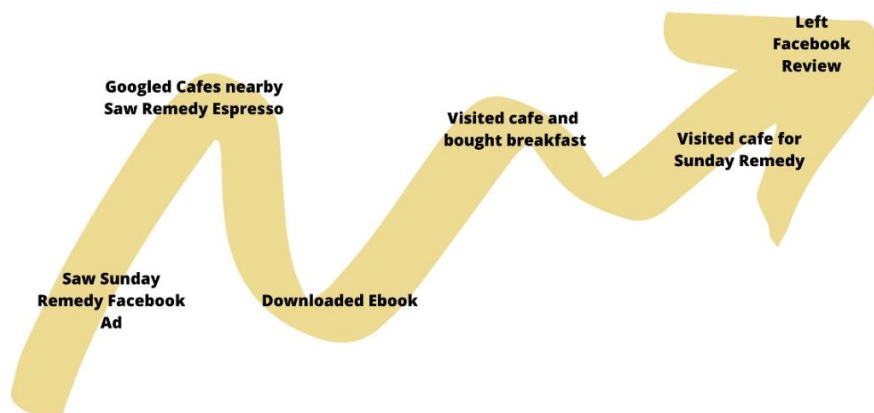 Saw Sunday
Remedy Facebook
Ad
Googled Cafes nearby
Saw Remedy Espresso
Downloaded Ebook
Visited cafe and
bought breakfast
Visited cafe for
Sunday Remedy
Left
Facebook
Review